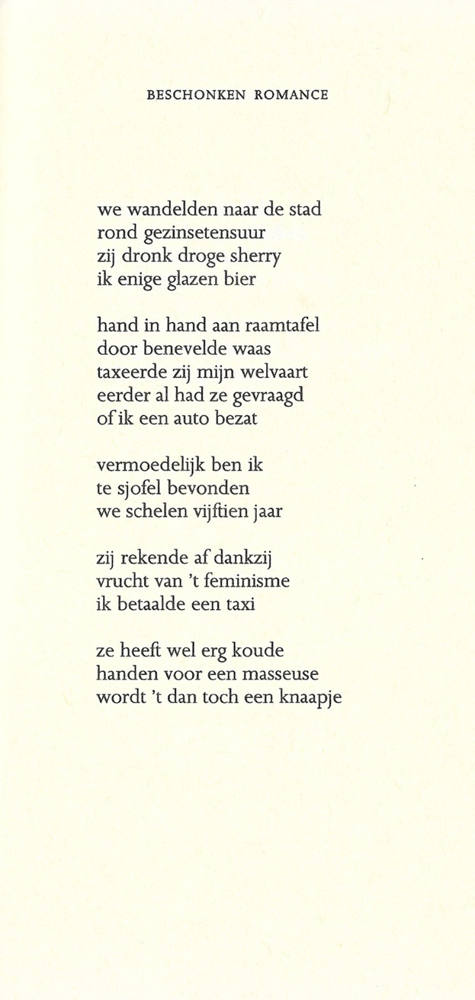 BESCHONKEN ROMANCE
we wandelden naar de stad
rond gezinsetensuur
zij dronk droge sherry
ik enige glazen bier
hand in hand aan raamtafel
door benevelde waas
taxeerde zij mijn welvaart
eerder al had ze gevraagd
of ik een auto bezat
vermoedelijk ben ik
te sjofel bevonden
we schelen vijftien jaar
zij rekende af dankzij
vrucht van ’t feminisme
ik betaalde een taxi
ze heeft wel erg koude
handen voor een masseuse
wordt ’t dan toch een knaapje